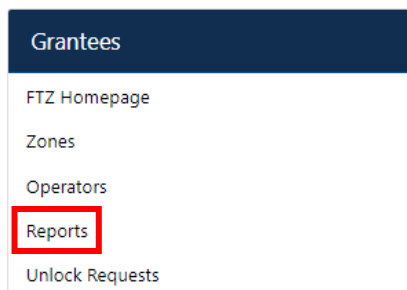 Grantees
FTZ Homepage
Zones
Operators
Reports
Unlock Requests